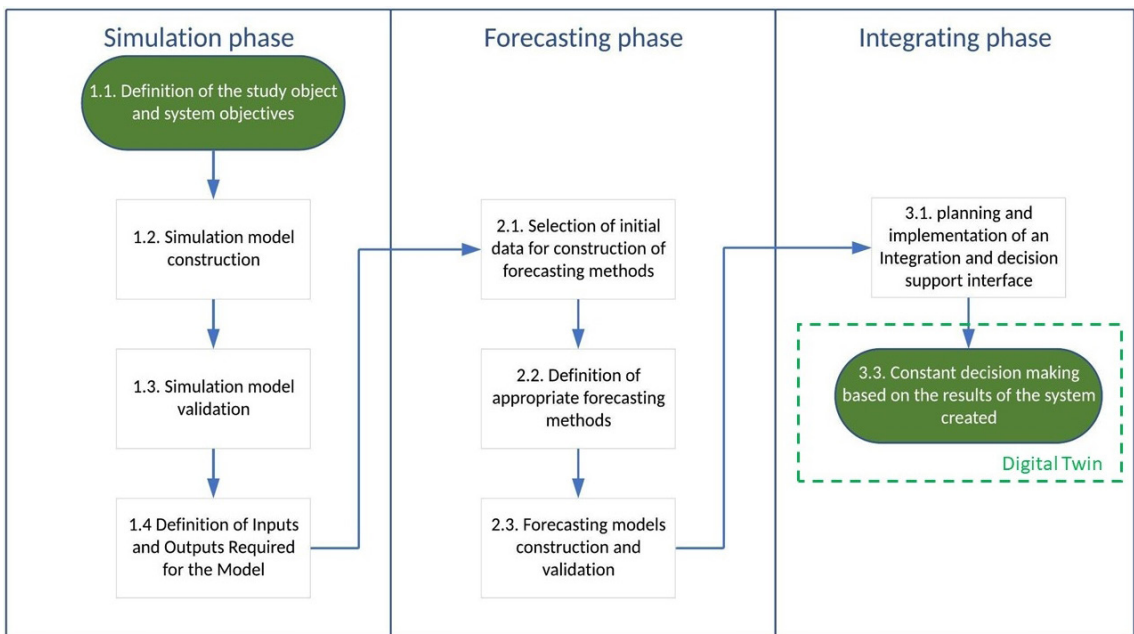 Simulation phase
1.1. Definition of the study object
and system objectives
1.2. Simulation model
construction
1.3. Simulation model
validation
1.4 Definition of Inputs
and Outputs Required
for the Model
Forecasting phase
2.1. Selection of initial
data for construction of
forecasting methods
2.2. Definition of
appropriate forecasting
methods
2.3. Forecasting models
construction and
validation
Integrating phase
3.1. planning and
implementation of an
Integration and decision
support interface
3.3. Constant decision making
based on the results of the system
created
Digital Twin